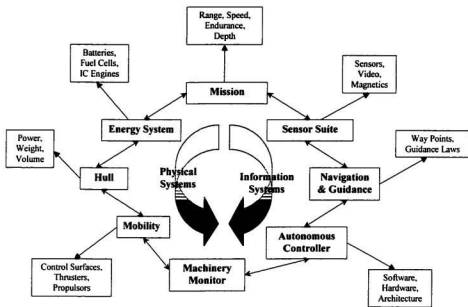 Range, Speed,
Endurance,
Depth
Batteries,
Fuel Cells,
IC Engines
Sensors,
Video,
Magnetics
Mission
Energy System
Sensor Suite
Power,
Weight,
Volume
Way Points,
Guidance Laws
Hull
Physical
Systems
Information
Systems
Navigation
& Guidance
Mobility
Autonomous
Controller
Control Surfaces,
Thrusters,
Propulsors
Machinery
Monitor
Software,
Hardware,
Architecture